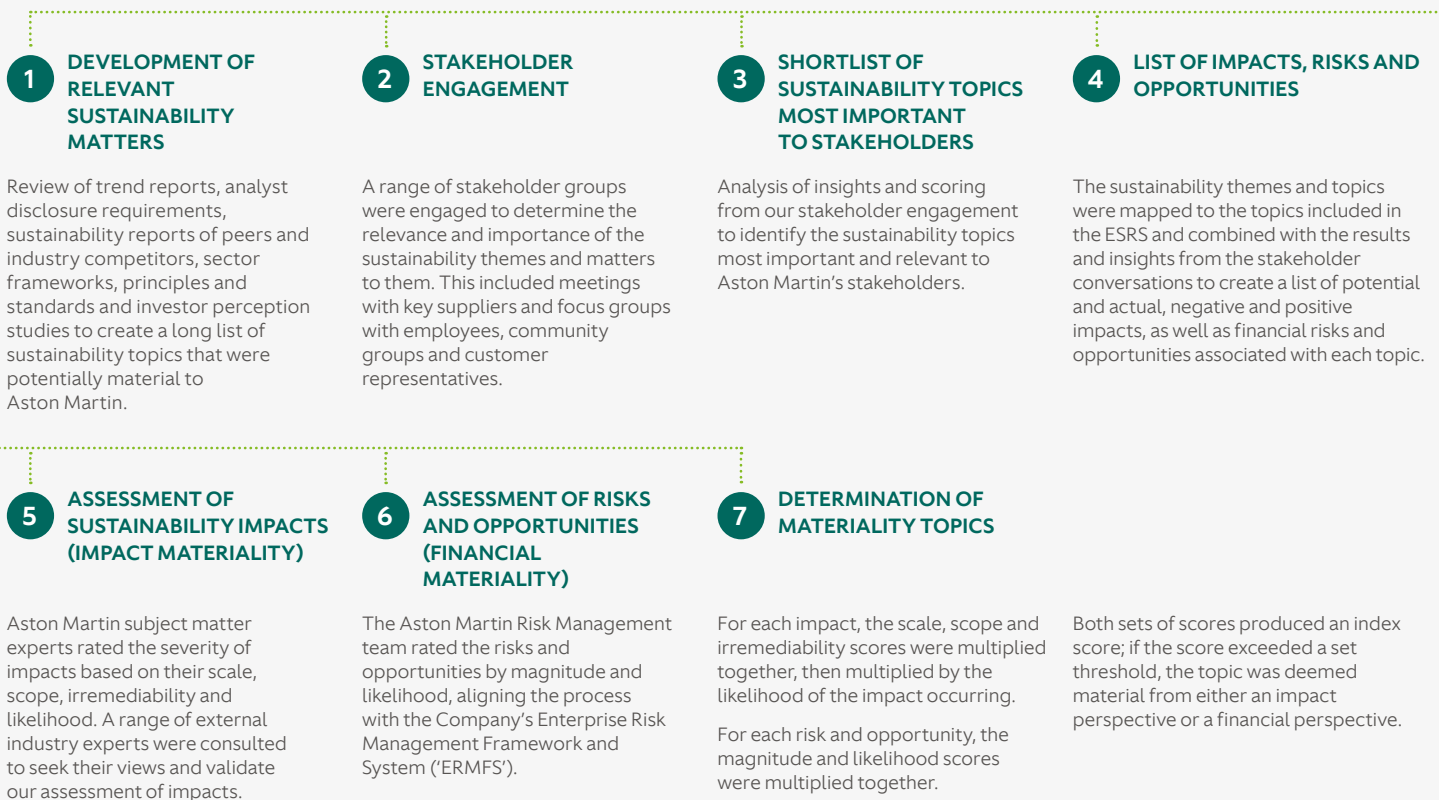 1
DEVELOPMENT OF
RELEVANT
SUSTAINABILITY
MATTERS
Review of trend reports, analyst
disclosure requirements,
sustainability reports of peers and
industry competitors, sector
frameworks, principles and
standards and investor perception
studies to create a long list of
sustainability topics that were
potentially material to
Aston Martin.
2
STAKEHOLDER
ENGAGEMENT
A range of stakeholder groups
were engaged to determine the
relevance and importance of the
sustainability themes and matters
to them. This included meetings
with key suppliers and focus groups
with employees, community
groups and customer
representatives.
3
SHORTLIST OF
SUSTAINABILITY TOPICS
MOST IMPORTANT
TO STAKEHOLDERS
Analysis of insights and scoring
from our stakeholder engagement
to identify the sustainability topics
most important and relevant to
Aston Martin’s stakeholders.
4
LIST OF IMPACTS, RISKS AND
OPPORTUNITIES
The sustainability themes and topics
were mapped to the topics included in
the ESRS and combined with the results
and insights from the stakeholder
conversations to create a list of potential
and actual, negative and positive
impacts, as well as financial risks and
opportunities associated with each topic.
5
ASSESSMENT OF
SUSTAINABILITY IMPACTS
(IMPACT MATERIALITY)
Aston Martin subject matter
experts rated the severity of
impacts based on their scale,
scope, irremediability and
likelihood. A range of external
industry experts were consulted
to seek their views and validate
our assessment of impacts.
6
ASSESSMENT OF RISKS
AND OPPORTUNITIES
(FINANCIAL
MATERIALITY)
The Aston Martin Risk Management
team rated the risks and
opportunities by magnitude and
likelihood, aligning the process
with the Company’s Enterprise Risk
Management Framework and
System (‘ERMFS’).
7
DETERMINATION OF
MATERIALITY TOPICS
For each impact, the scale, scope and
irremediability scores were multiplied
together, then multiplied by the
likelihood of the impact occurring.
For each risk and opportunity, the
magnitude and likelihood scores
were multiplied together.
Both sets of scores produced an index
score; if the score exceeded a set
threshold, the topic was deemed
material from either an impact
perspective or a financial perspective.